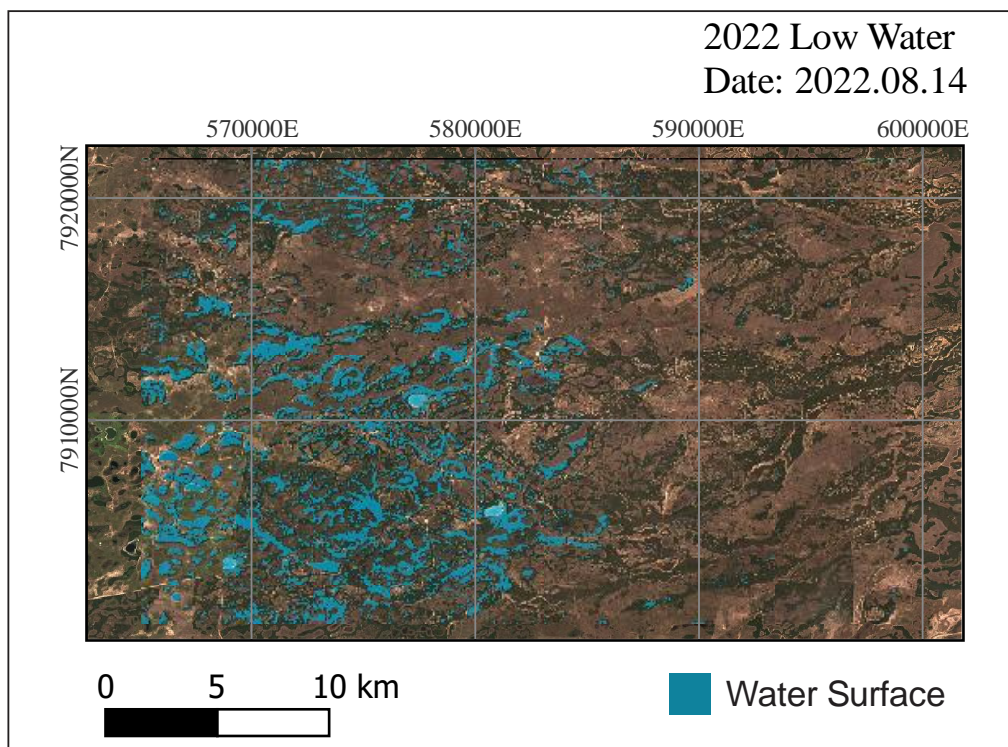 2022 Low Water
Date: 2022.08.14
570000E
580000E
590000E
600000E
7920000N
7910000N
0
5
10 km
Water Surface